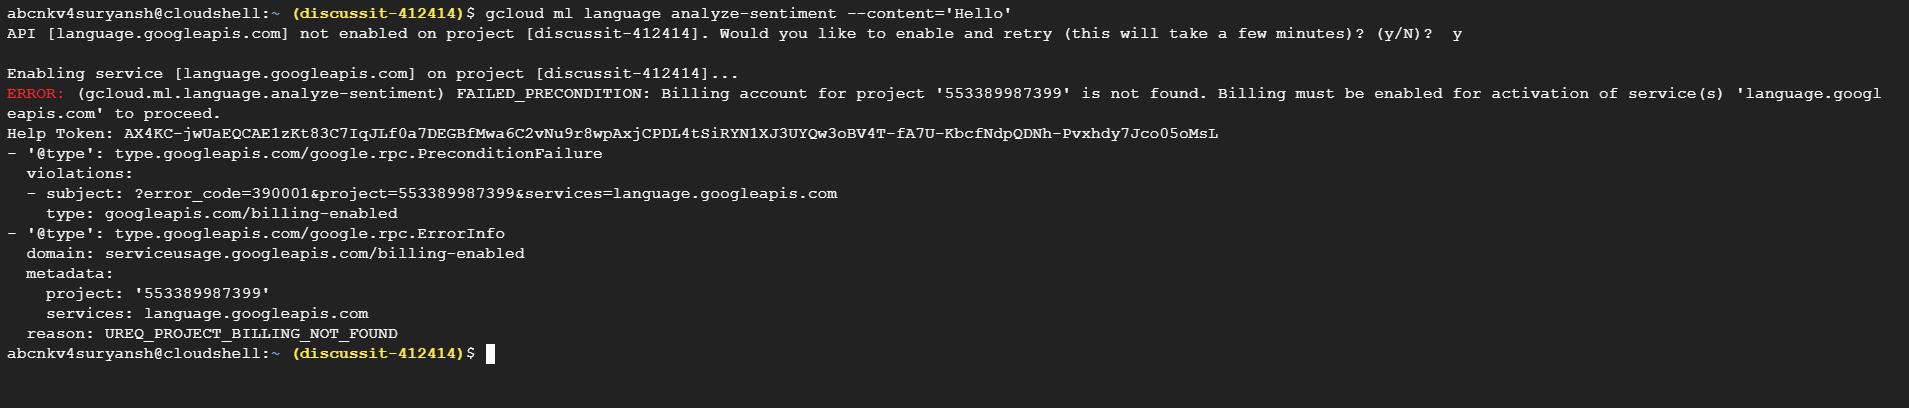 abcnkv4suryansh@cloudshell:~ (discussit-412414)$ gcloud ml language analyze-sentiment --content='Hello'
API [language.googleapis.com] not enabled on project [discussit-412414]. Would you like to enable and retry (this will take a few minutes)? (y/N)?  y

Enabling service [language.googleapis.com] on project [discussit-412414]...
ERROR: (gcloud.ml.language.analyze-sentiment) FAILED_PRECONDITION: Billing account for project '553389987399' is not found. Billing must be enabled for activation of service(s) 'language.googl
eapis.com' to proceed.
Help Token: AX4KC-jwUaEQCAE1zKt83C7IqJLf0a7DEGBfMwa6C2vNu9r8wpAxjCPDL4tSiRYN1XJ3UYQw3oBV4T-fA7U-KbcfNdpQDNh-Pvxhdy7Jco05oMsL
- '@type': type.googleapis.com/google.rpc.PreconditionFailure
  violations:
  - subject: ?error_code=390001&project=553389987399&services=language.googleapis.com
    type: googleapis.com/billing-enabled
- '@type': type.googleapis.com/google.rpc.ErrorInfo
  domain: serviceusage.googleapis.com/billing-enabled
  metadata:
    project: '553389987399'
    services: language.googleapis.com
  reason: UREQ_PROJECT_BILLING_NOT_FOUND
abcnkv4suryansh@cloudshell:~ (discussit-412414)$